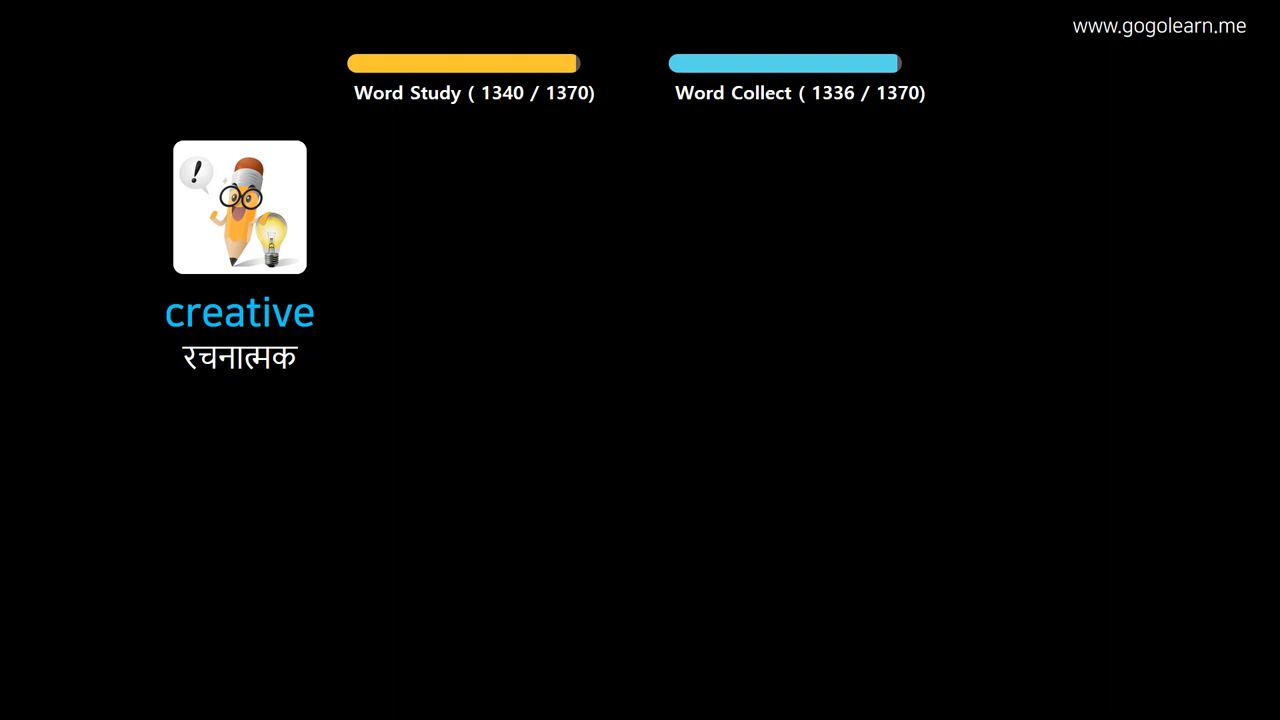 www.gogolearn.me
Word Study ( 1340 / 1370)
Word Collect ( 1336 / 1370)
!
creative
रचनात्मक